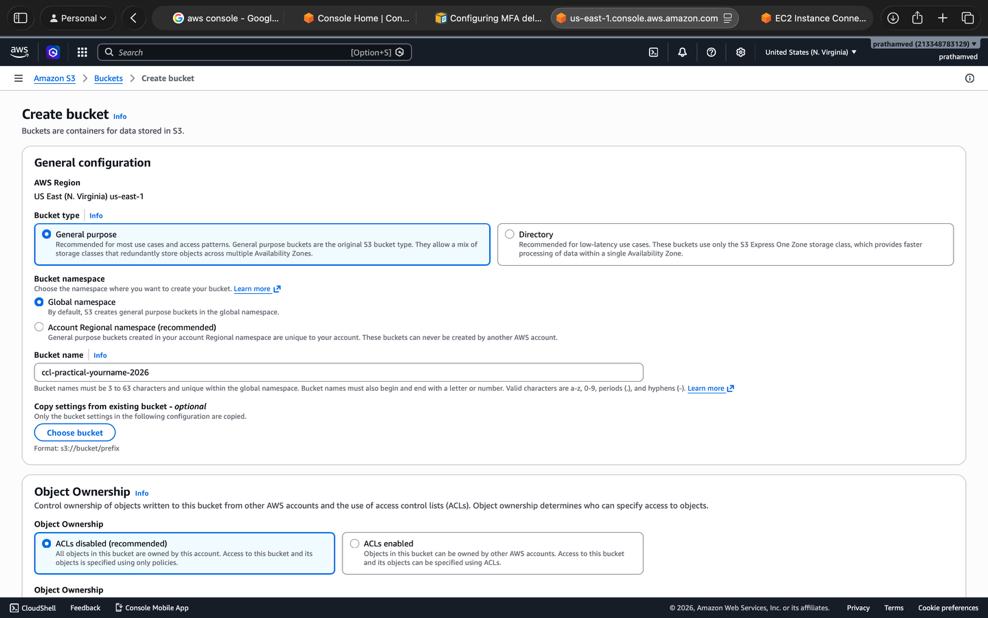 Personal
aws console - Googl...
Console Home | Con...
Configuring MFA del...
us-east-1.console.aws.amazon.com
EC2 Instance Conne...
aws
Search
[Option+S]
United States (N. Virginia) ▼
prathamved (213348783129) ▼
prathamved
Amazon S3 > Buckets > Create bucket
Create bucket Info
Buckets are containers for data stored in S3.
General configuration
AWS Region
US East (N. Virginia) us-east-1
Bucket type | Info
General purpose
Recommended for most use cases and access patterns. General purpose buckets are the original S3 bucket type. They allow a mix of
storage classes that redundantly store objects across multiple Availability Zones.
Directory
Recommended for low-latency use cases. These buckets use only the S3 Express One Zone storage class, which provides faster
processing of data within a single Availability Zone.
Bucket namespace
Choose the namespace where you want to create your bucket. Learn more
Global namespace
By default, S3 creates general purpose buckets in the global namespace.
Account Regional namespace (recommended)
General purpose buckets created in your account Regional namespace are unique to your account. These buckets can never be created by another AWS account.
Bucket name | Info
ccl-practical-yourname-2026
Bucket names must be 3 to 63 characters and unique within the global namespace. Bucket names must also begin and end with a letter or number. Valid characters are a-z, 0-9, periods (.), and hyphens (-). Learn more
Copy settings from existing bucket - optional
Only the bucket settings in the following configuration are copied.
Choose bucket
Format: s3://bucket/prefix
Object Ownership Info
Control ownership of objects written to this bucket from other AWS accounts and the use of access control lists (ACLs). Object ownership determines who can specify access to objects.
Object Ownership
ACLs disabled (recommended)
All objects in this bucket are owned by this account. Access to this bucket and its
objects is specified using only policies.
ACLs enabled
Objects in this bucket can be owned by other AWS accounts. Access to this bucket
and its objects can be specified using ACLs.
Object Ownership
CloudShell
Feedback
Console Mobile App
© 2026, Amazon Web Services, Inc. or its affiliates.
Privacy
Terms
Cookie preferences